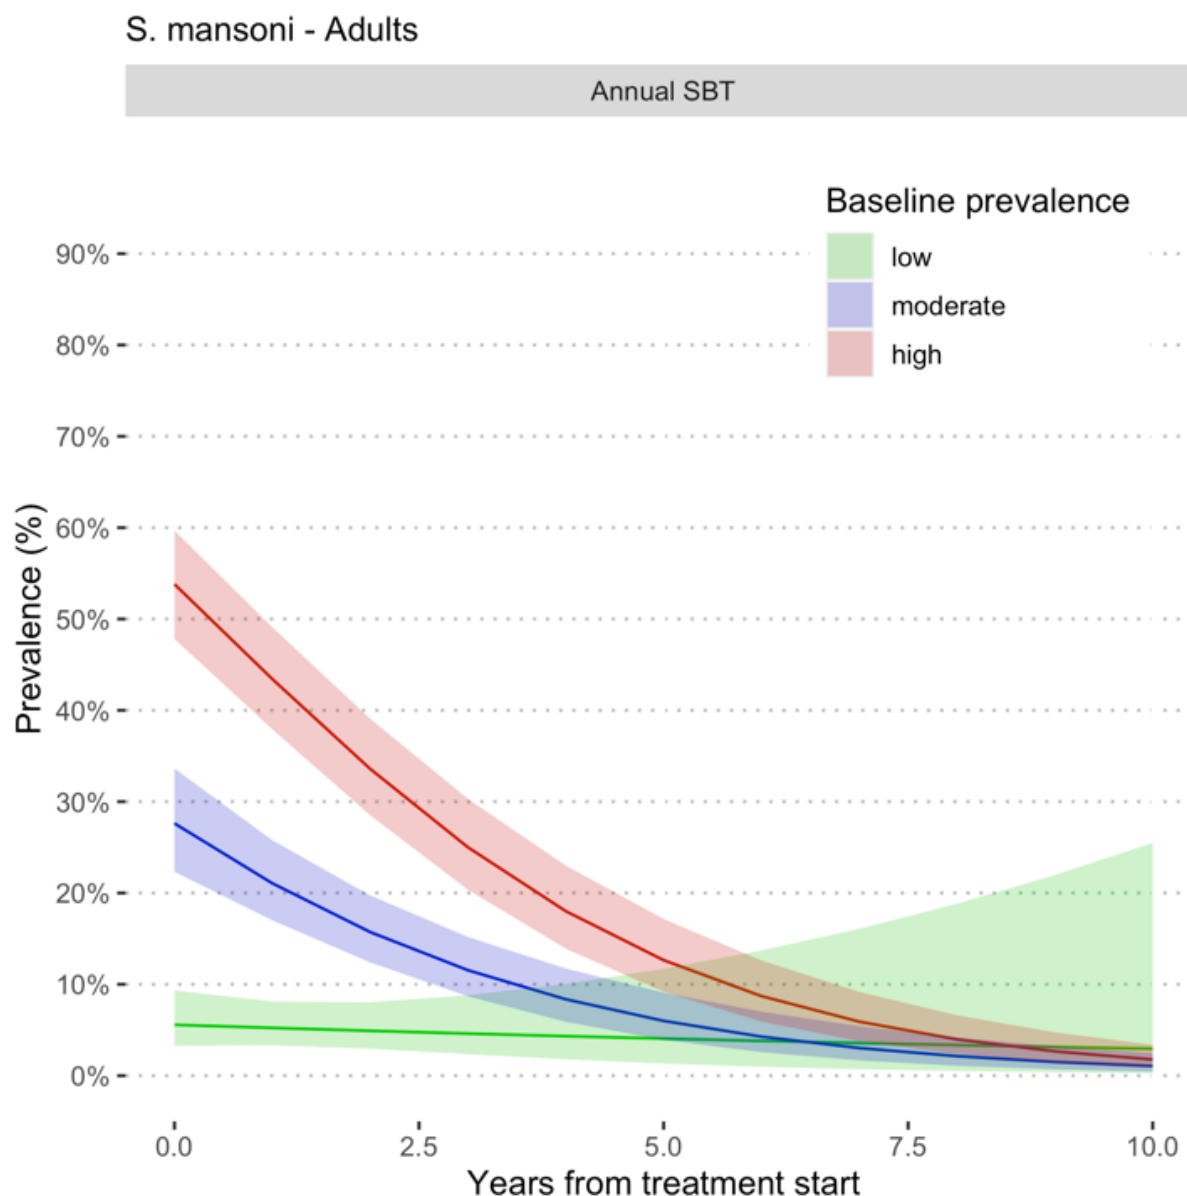 S. mansoni - Adults
Annual SBT
Baseline prevalence
low
moderate
high
90%
80%
70%
60%
50%
40%
30%
20%
10%
0%
Prevalence (%)
0.0 2.5 5.0 7.5 10.0
Years from treatment start